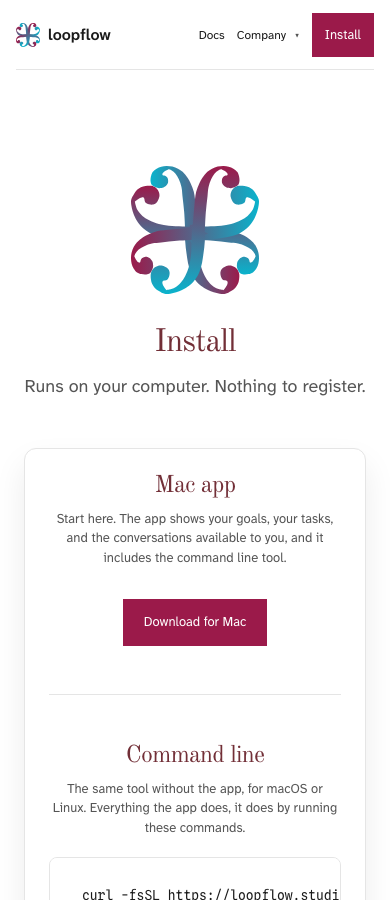 loopflow
Docs Company ▾ Install
Install
Runs on your computer. Nothing to register.
Mac app
Start here. The app shows your goals, your tasks,
and the conversations available to you, and it
includes the command line tool.
Download for Mac
Command line
The same tool without the app, for macOS or
Linux. Everything the app does, it does by running
these commands.
curl -fsSL https://loopflow.studi